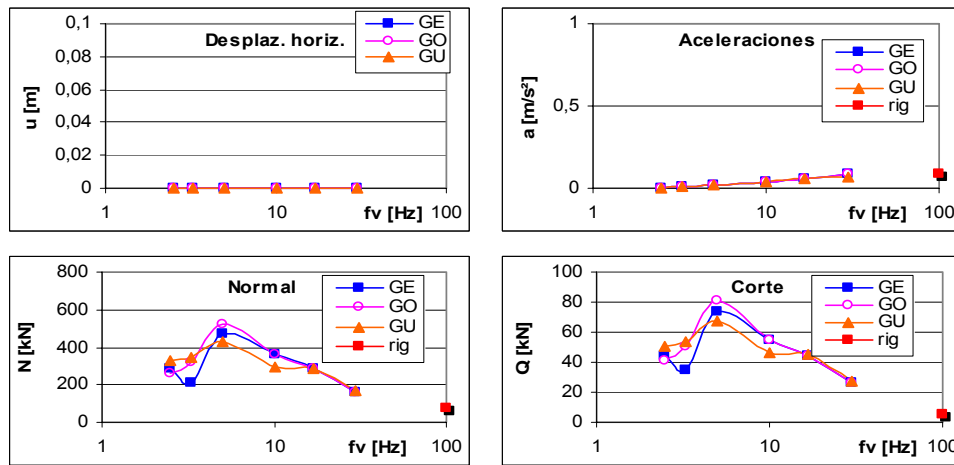 0,1
0,08
0,06
0,04
0,02
0
u [m]
Desplaz. horiz.
GE
GO
GU
1 10 100
fv [Hz]
1
0,5
0
a [m/s²]
Aceleraciones
GE
GO
GU
rig
1 10 100
fv [Hz]
800
600
400
200
0
N [kN]
Normal
GE
GO
GU
rig
1 10 100
fv [Hz]
100
80
60
40
20
0
Q [kN]
Corte
GE
GO
GU
rig
1 10 100
fv [Hz]